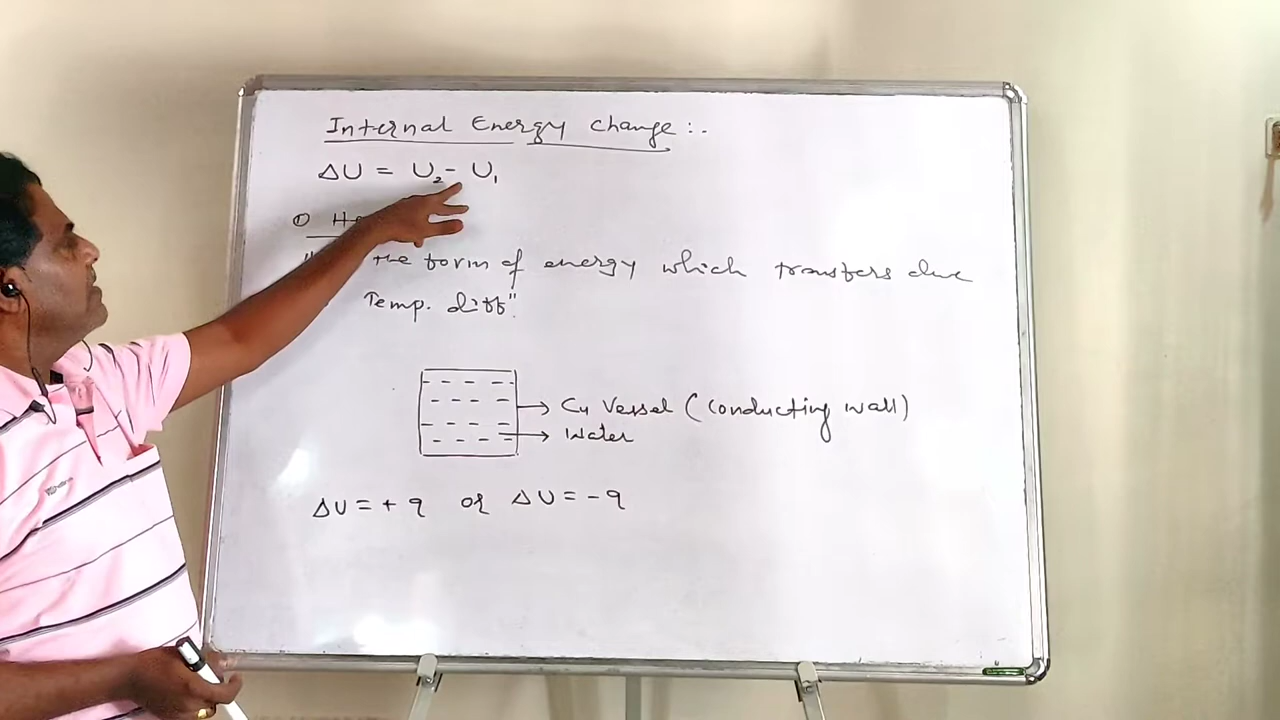 Internal Energy Change :-
ΔU = U₂ - U₁
①
" the form of energy which transfers due
Temp. diff"
Cu Vessel (Conducting wall)
Water
ΔU = + q or ΔU = - q